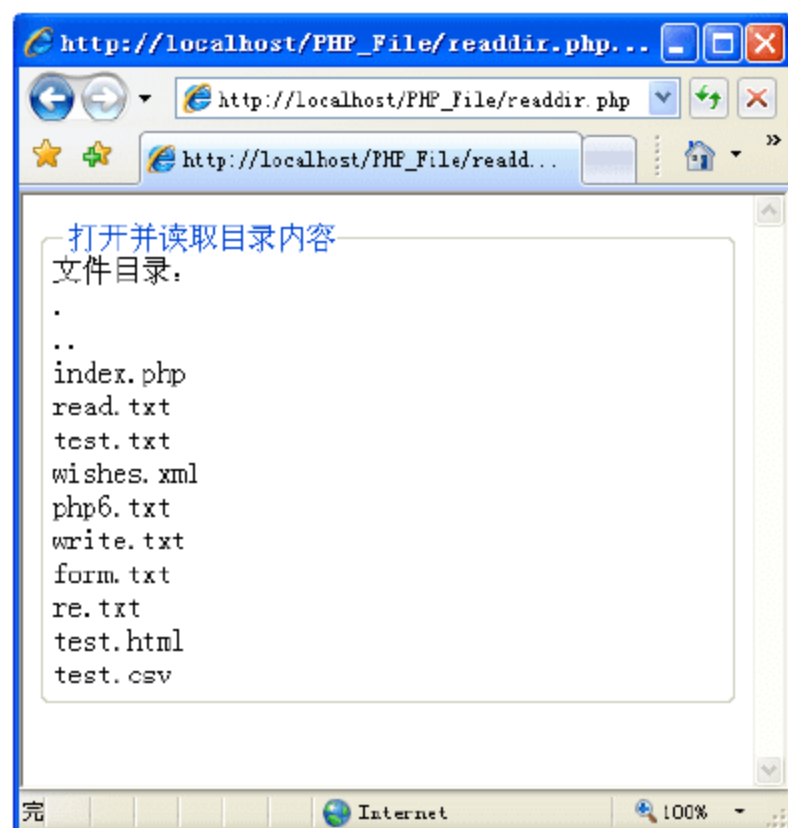 http://localhost/PHP_File/readdir.php...
http://localhost/PHP_File/readdir.php
http://localhost/PHP_File/readd...
打开并读取目录内容
文件目录：
.
..
index.php
read.txt
test.txt
wishes.xml
php6.txt
write.txt
form.txt
re.txt
test.html
test.csv
完
Internet
100%